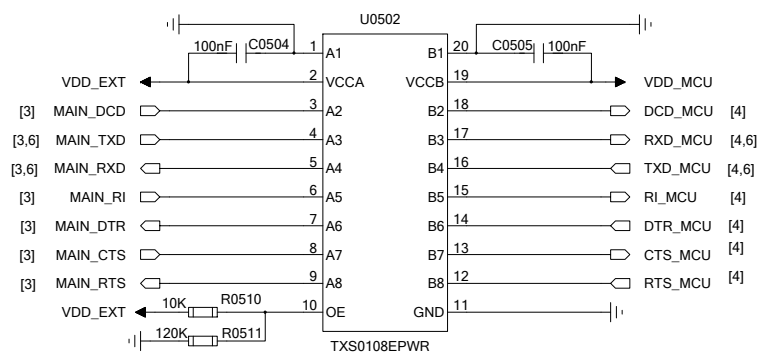 U0502
100nF C0504 1 A1 B1 20 C0505 100nF
VDD_EXT 2 VCCA VCCB 19 VDD_MCU
[3] MAIN_DCD 3 A2 B2 18 DCD_MCU [4]
[3,6] MAIN_TXD 4 A3 B3 17 RXD_MCU [4,6]
[3,6] MAIN_RXD 5 A4 B4 16 TXD_MCU [4,6]
[3] MAIN_RI 6 A5 B5 15 RI_MCU [4]
[3] MAIN_DTR 7 A6 B6 14 DTR_MCU [4]
[3] MAIN_CTS 8 A7 B7 13 CTS_MCU [4]
[3] MAIN_RTS 9 A8 B8 12 RTS_MCU [4]
VDD_EXT 10K R0510 10 OE GND 11
120K R0511
TXS0108EPWR